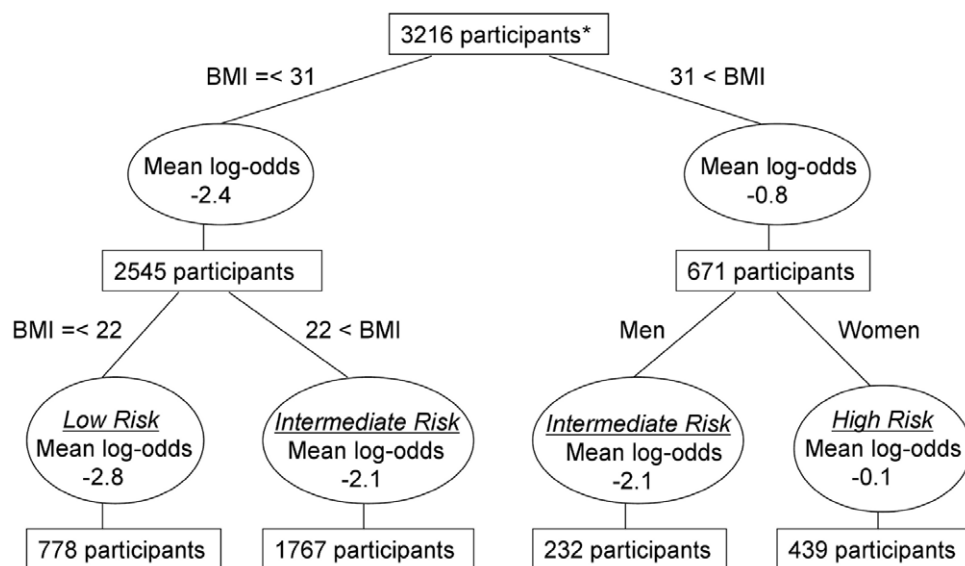 3216 participants*
BMI =< 31
31 < BMI
Mean log-odds
-2.4
Mean log-odds
-0.8
2545 participants
671 participants
BMI =< 22
22 < BMI
Men
Women
Low Risk
Mean log-odds
-2.8
Intermediate Risk
Mean log-odds
-2.1
Intermediate Risk
Mean log-odds
-2.1
High Risk
Mean log-odds
-0.1
778 participants
1767 participants
232 participants
439 participants